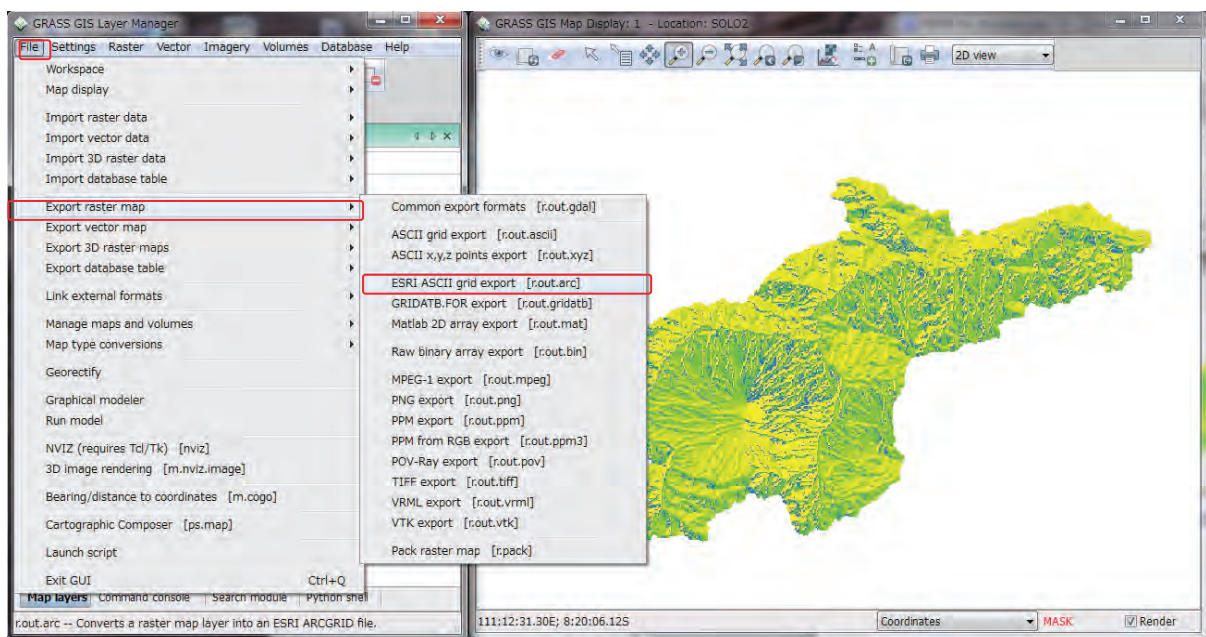 GRASS GIS Layer Manager
File Settings Raster Vector Imagery Volumes Database Help
Workspace
Map display
Import raster data
Import vector data
Import 3D raster data
Import database table
Export raster map
Export vector map
Export 3D raster maps
Export database table
Link external formats
Manage maps and volumes
Map type conversions
Georectify
Graphical modeler
Run model
NVIZ (requires Tcl/Tk) [nviz]
3D image rendering [m.nviz.image]
Bearing/distance to coordinates [m.cogo]
Cartographic Composer [ps.map]
Launch script
Exit GUI Ctrl+Q
Map layers Command console Search module Python shell
r.out.arc -- Converts a raster map layer into an ESRI ARCGRID file.
Common export formats [r.out.gdal]
ASCII grid export [r.out.ascii]
ASCII x,y,z points export [r.out.xyz]
ESRI ASCII grid export [r.out.arc]
GRIDATB.FOR export [r.out.gridatb]
Matlab 2D array export [r.out.mat]
Raw binary array export [r.out.bin]
MPEG-1 export [r.out.mpeg]
PNG export [r.out.png]
PPM export [r.out.ppm]
PPM from RGB export [r.out.ppm3]
POV-Ray export [r.out.pov]
TIFF export [r.out.tiff]
VRML export [r.out.vrml]
VTK export [r.out.vtk]
Pack raster map [r.pack]
GRASS GIS Map Display: 1 - Location: SOLO2
2D view
111:12:31.30E; 8:20:06.12S
Coordinates
MASK
Render